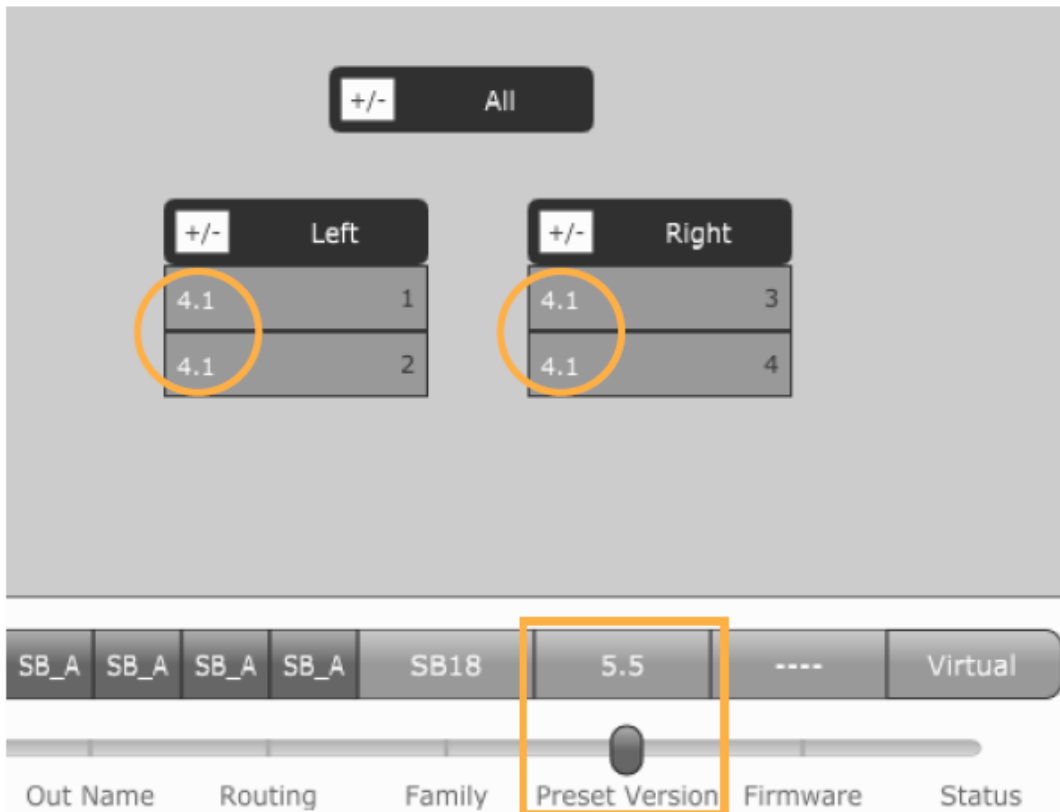 +/- All
+/- Left +/- Right
4.1 1 4.1 3
4.1 2 4.1 4
SB_A SB_A SB_A SB_A SB18 5.5 ---- Virtual
Out Name Routing Family Preset Version Firmware Status